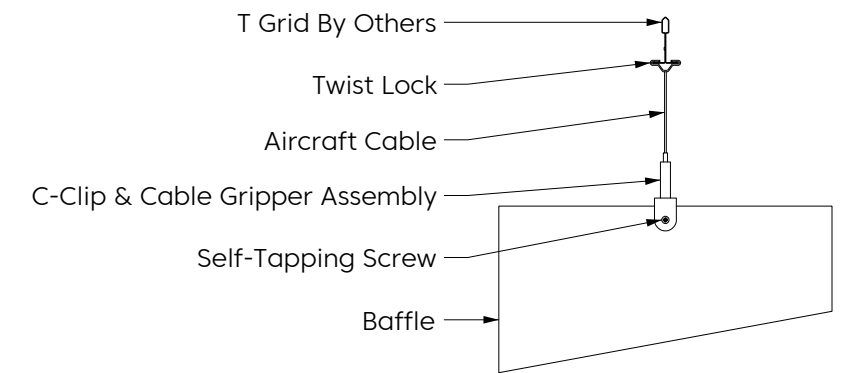 T Grid By Others
Twist Lock
Aircraft Cable
C-Clip & Cable Gripper Assembly
Self-Tapping Screw
Baffle